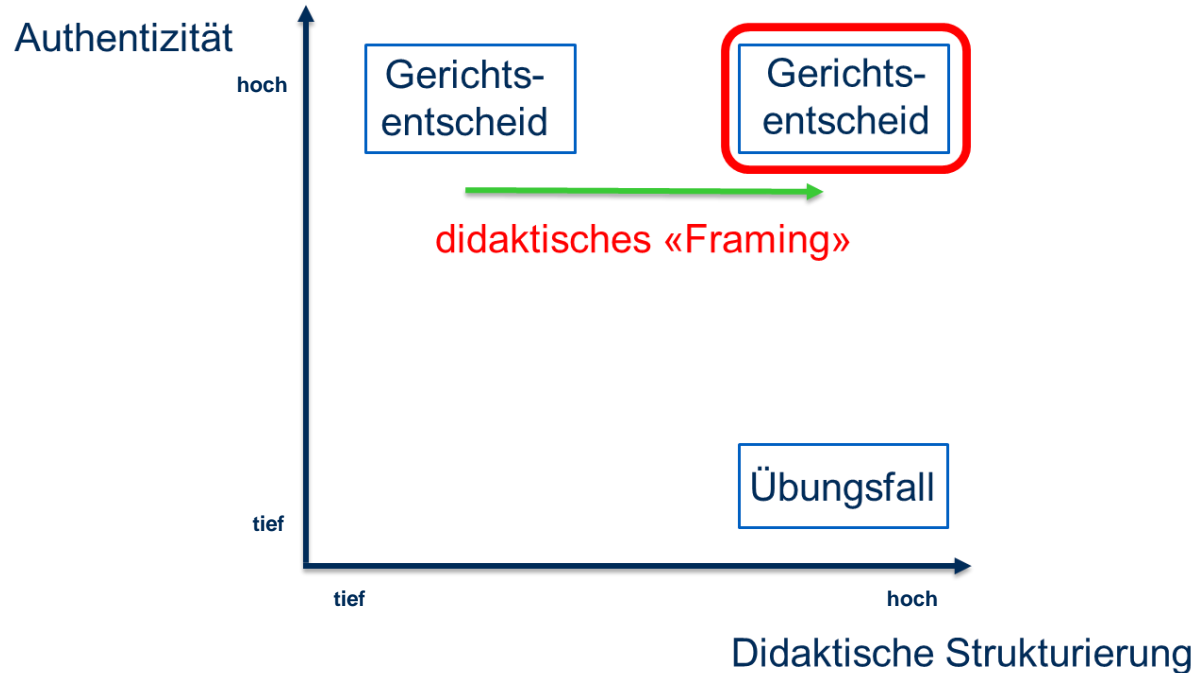 Authentizität
hoch
Gerichts-
entscheid
Gerichts-
entscheid
didaktisches «Framing»
Übungsfall
tief
tief
hoch
Didaktische Strukturierung